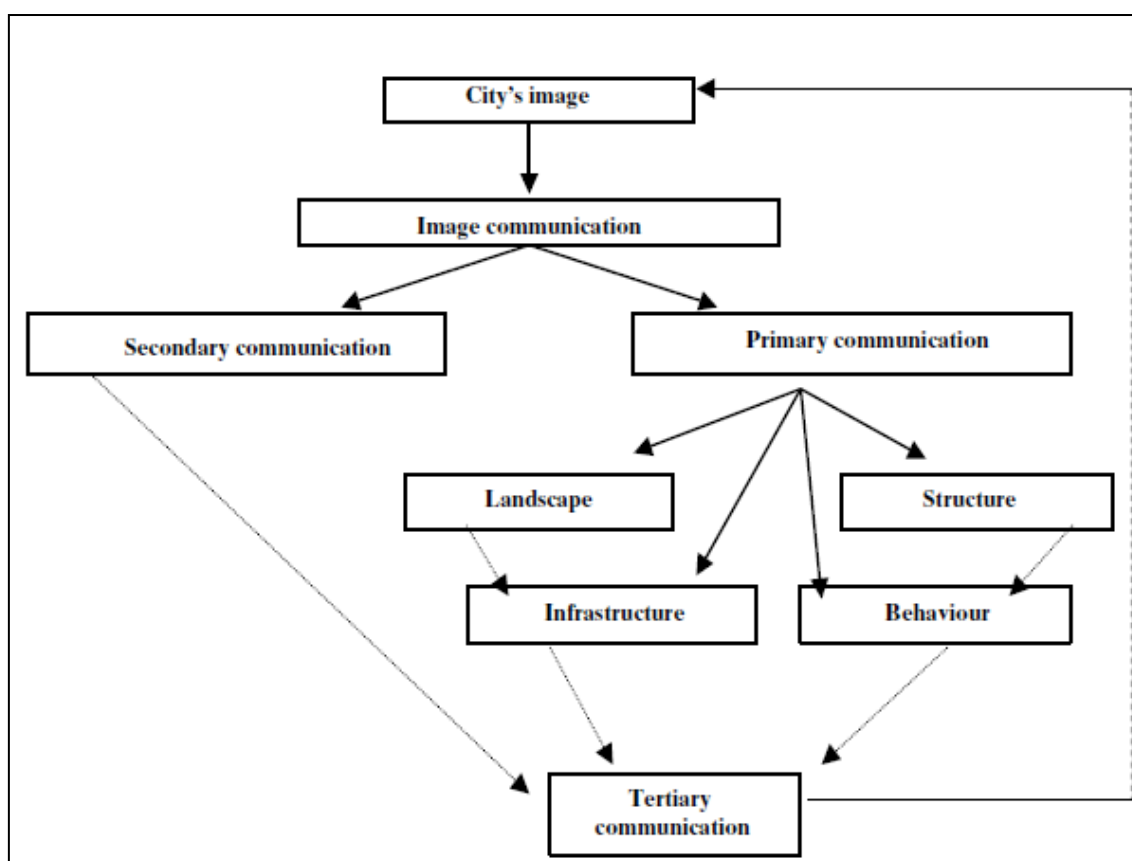 City’s image
Image communication
Secondary communication
Primary communication
Landscape
Structure
Infrastructure
Behaviour
Tertiary
communication